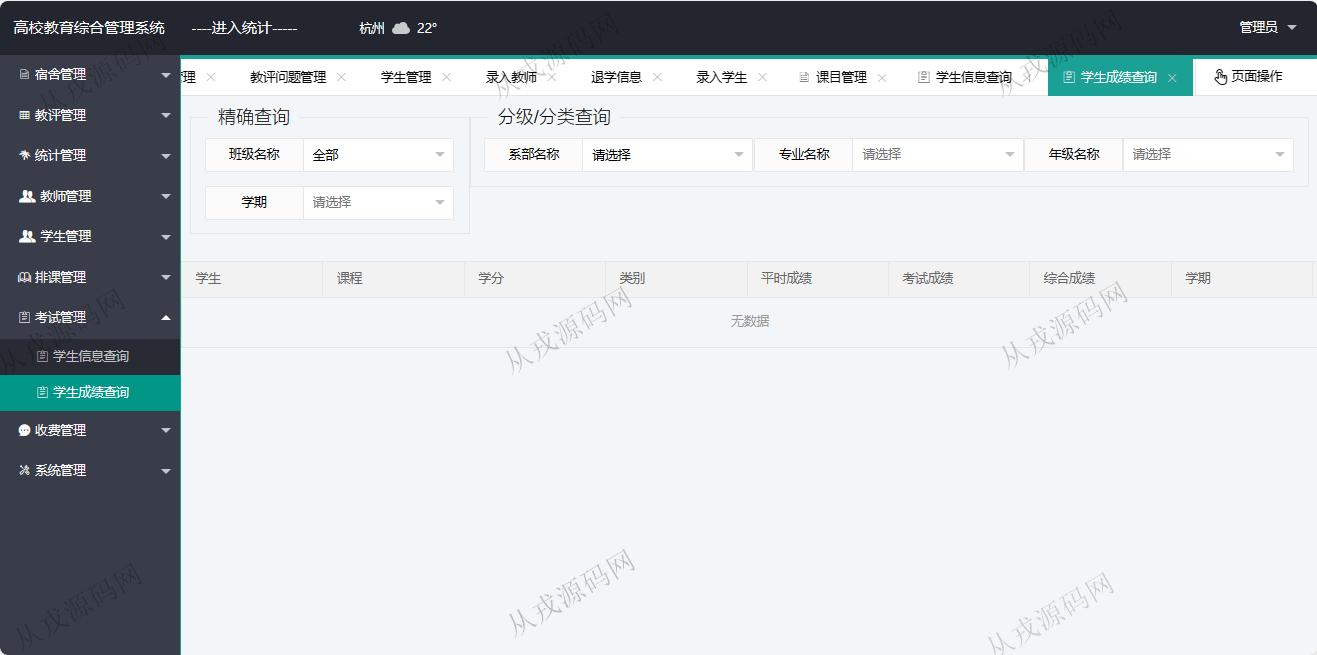 高校教育综合管理系统 ----进入统计----- 杭州 22° 管理员
宿舍管理
教评管理
统计管理
教师管理
学生管理
排课管理
考试管理
学生信息查询
学生成绩查询
收费管理
系统管理
管理 教评问题管理 学生管理 录入教师 退学信息 录入学生 课目管理 学生信息查询 学生成绩查询 页面操作
精确查询
班级名称 全部
学期 请选择
分级/分类查询
系部名称 请选择 专业名称 请选择 年级名称 请选择
学生 课程 学分 类别 平时成绩 考试成绩 综合成绩 学期
无数据
从戎源码网
从戎源码网
从戎源码网
从戎源码网
从戎源码网
从戎源码网
从戎源码网
从戎源码网
从戎源码网